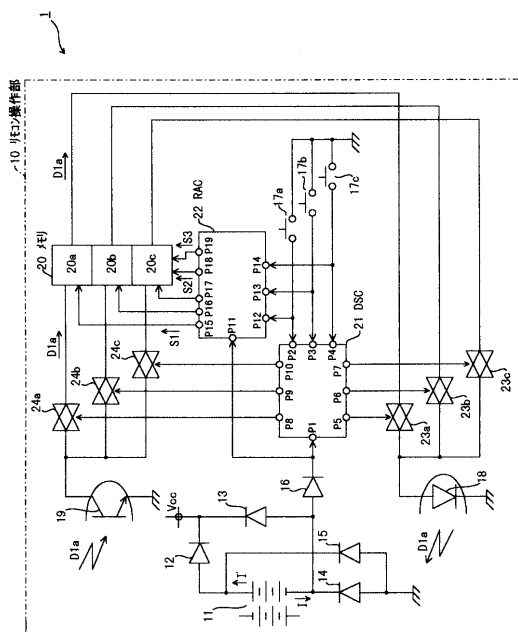 1
10 リモコン操作部
D1a
20 メモリ
20a
20b
20c
D1a
24a
24b
24c
S1
S2
S3
P15
P16
P17
P18
P19
22 RAC
P11
P12
P13
P14
17a
17b
17c
P10
P9
P8
P2
P3
P4
21 DSC
P1
P7
P6
P5
23a
23b
23c
19
D1a
Vcc
12
13
16
11
I'
I
14
15
18
D1a